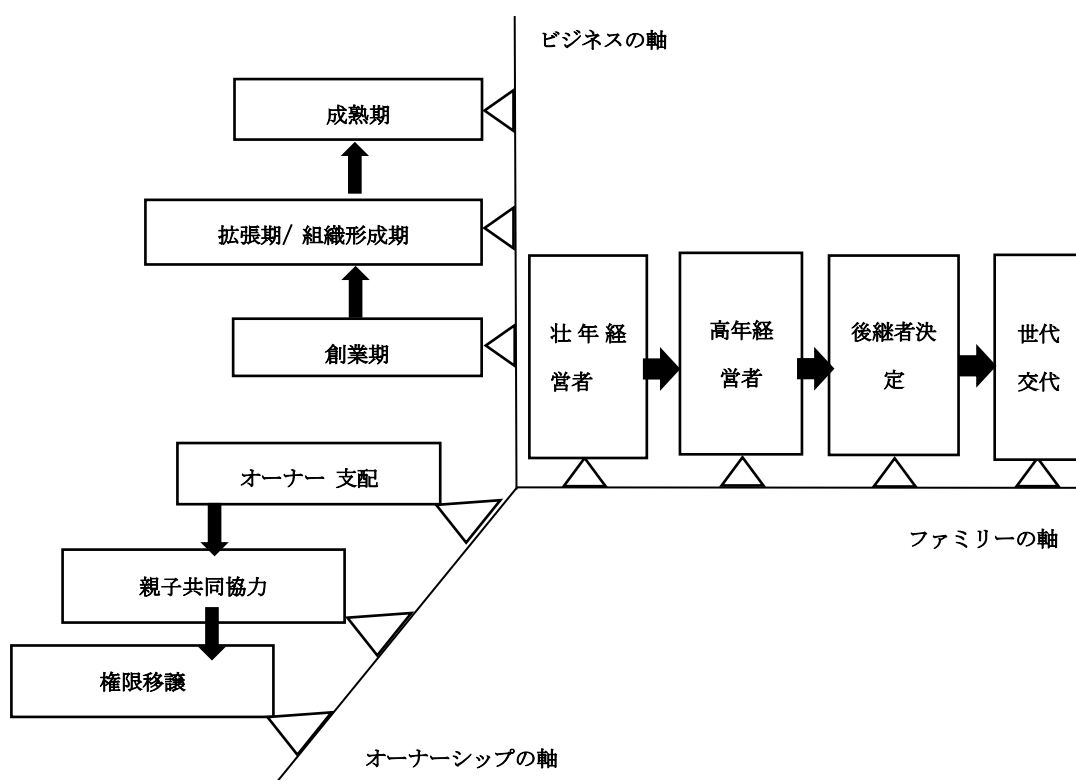 ビジネスの軸
成熟期
拡張期/ 組織形成期
創業期
壮 年 経
営者
高年経
営者
後継者決
定
世代
交代
オーナー 支配
ファミリーの軸
親子共同協力
権限移譲
オーナーシップの軸